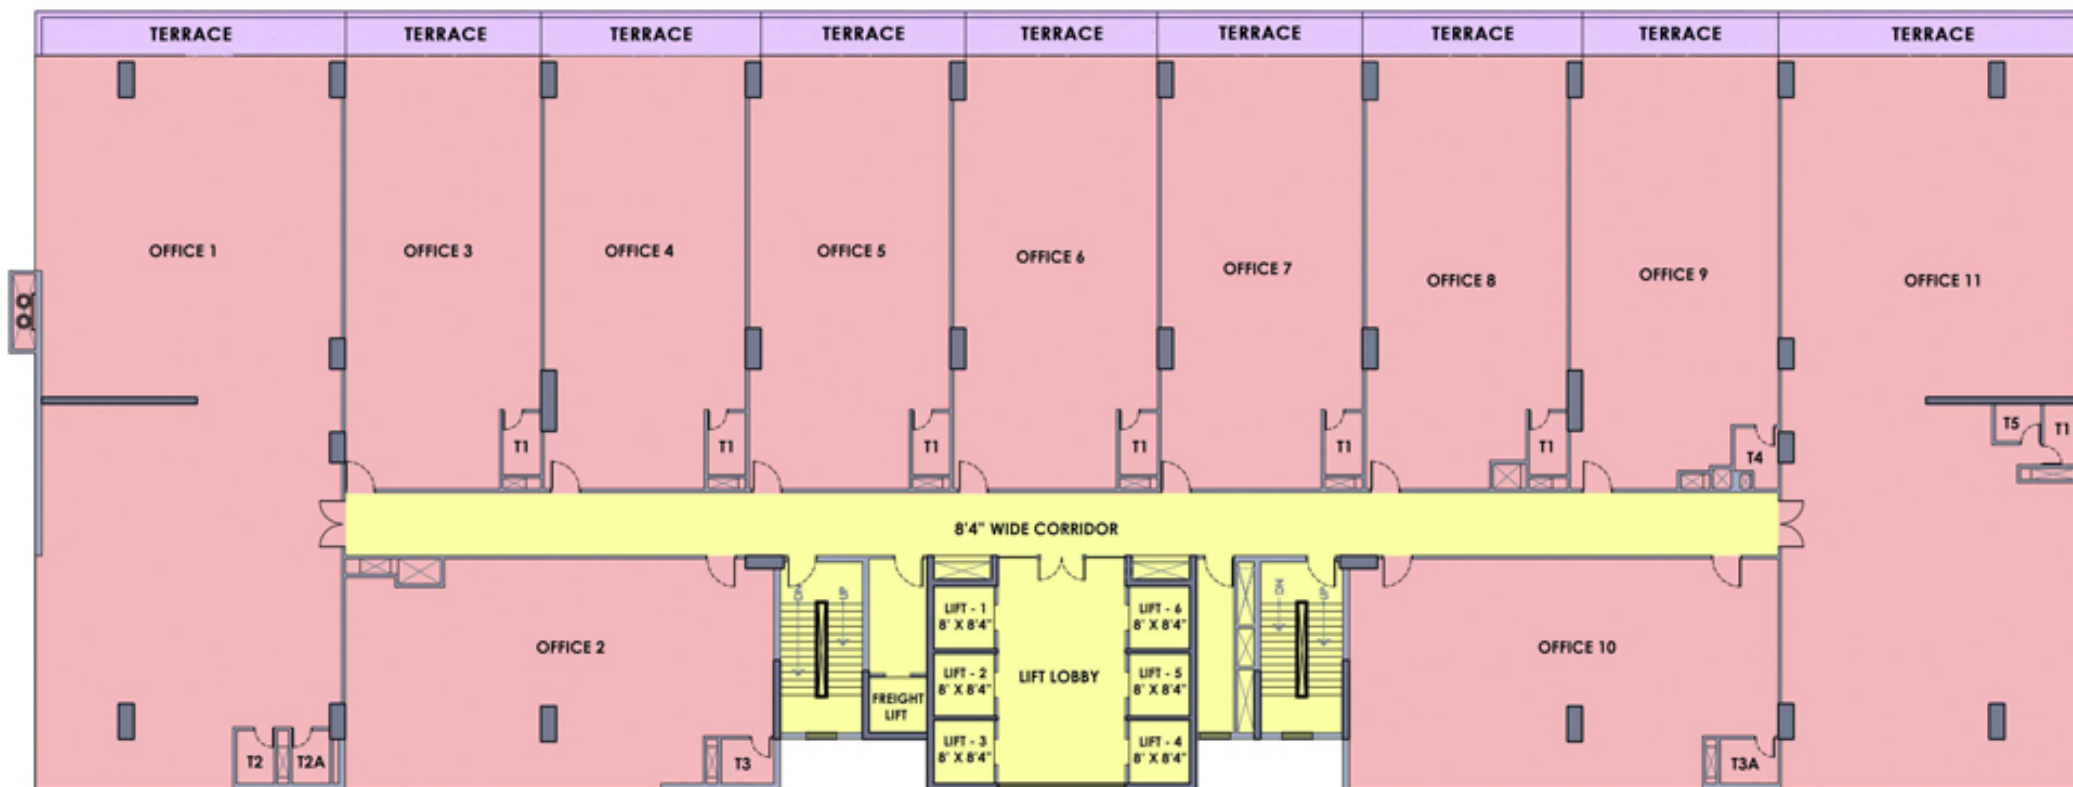 TERRACE TERRACE TERRACE TERRACE TERRACE TERRACE TERRACE TERRACE TERRACE
OFFICE 1 OFFICE 3 OFFICE 4 OFFICE 5 OFFICE 6 OFFICE 7 OFFICE 8 OFFICE 9 OFFICE 11
T5 T1
T1 T1 T1 T1 T1 T1 T4
8'4" WIDE CORRIDOR
DN UP DN UP
LIFT - 1
8' X 8'4"
LIFT - 6
8' X 8'4"
OFFICE 2
OFFICE 10
LIFT - 2
8' X 8'4"
LIFT LOBBY
LIFT - 5
8' X 8'4"
FREIGHT
LIFT
LIFT - 3
8' X 8'4"
LIFT - 4
8' X 8'4"
T2 T2A T3 T3A